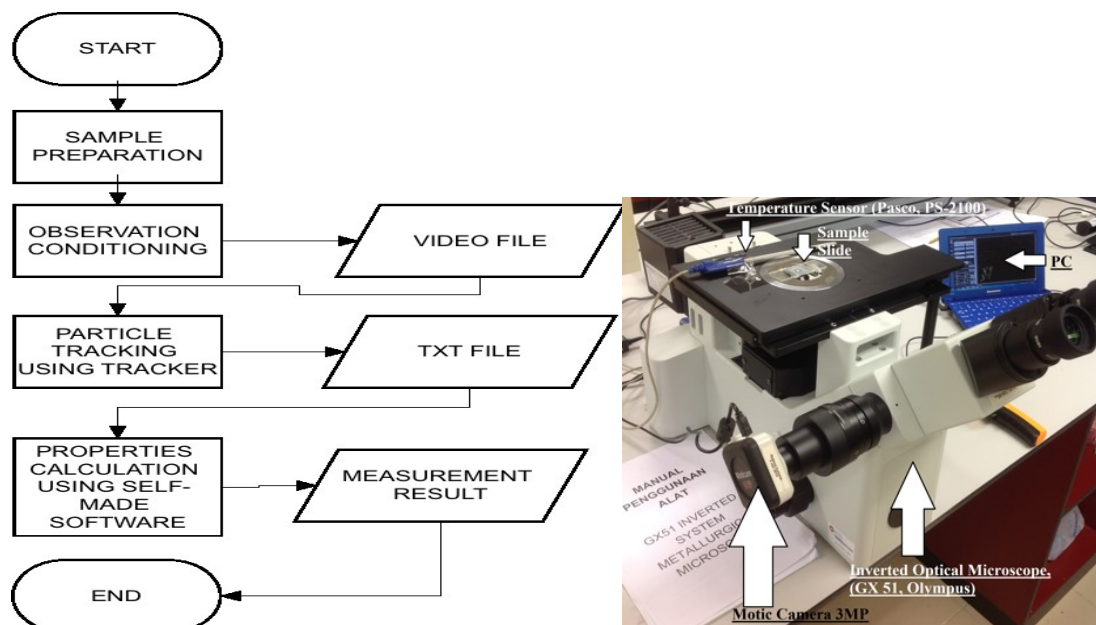 START
SAMPLE
PREPARATION
OBSERVATION
CONDITIONING
VIDEO FILE
PARTICLE
TRACKING
USING TRACKER
TXT FILE
PROPERTIES
CALCULATION
USING SELF-
MADE
SOFTWARE
MEASUREMENT
RESULT
END
Temperature Sensor (Pasco, PS-2100)
Sample
Slide
PC
MANUAL
PENGGUNAAN
ALAT
GX51 INVERTED
SYSTEM
METALLURGIC
MICROSC
Inverted Optical Microscope,
(GX 51, Olympus)
Motic Camera 3MP